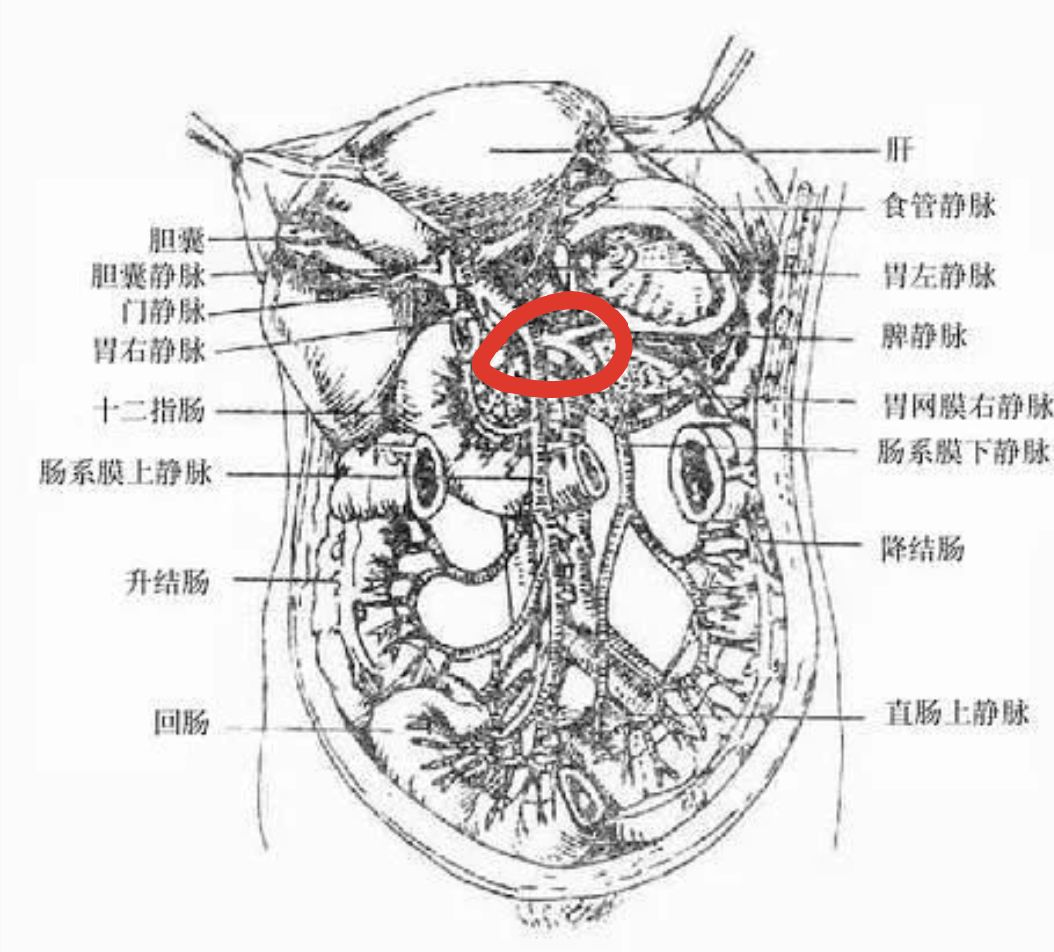 肝
食管静脉
胆囊
胆囊静脉
胃左静脉
门静脉
脾静脉
胃右静脉
十二指肠
胃网膜右静脉
肠系膜下静脉
肠系膜上静脉
降结肠
升结肠
直肠上静脉
回肠